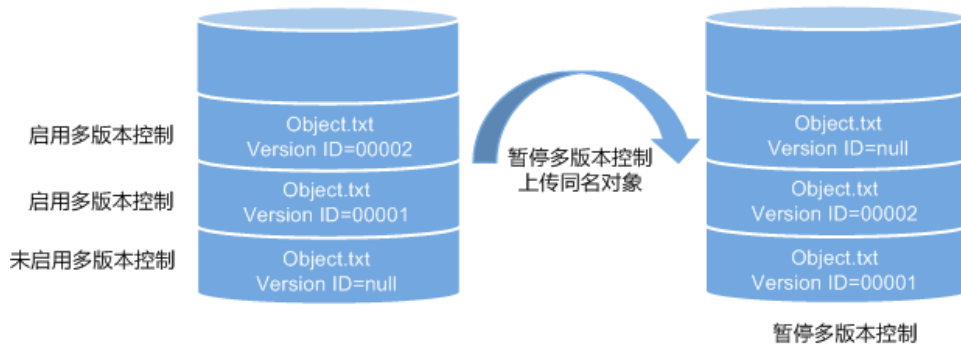 启用多版本控制
Object.txt
Version ID=00002
启用多版本控制
Object.txt
Version ID=00001
未启用多版本控制
Object.txt
Version ID=null
暂停多版本控制
上传同名对象
Object.txt
Version ID=null
Object.txt
Version ID=00002
Object.txt
Version ID=00001
暂停多版本控制